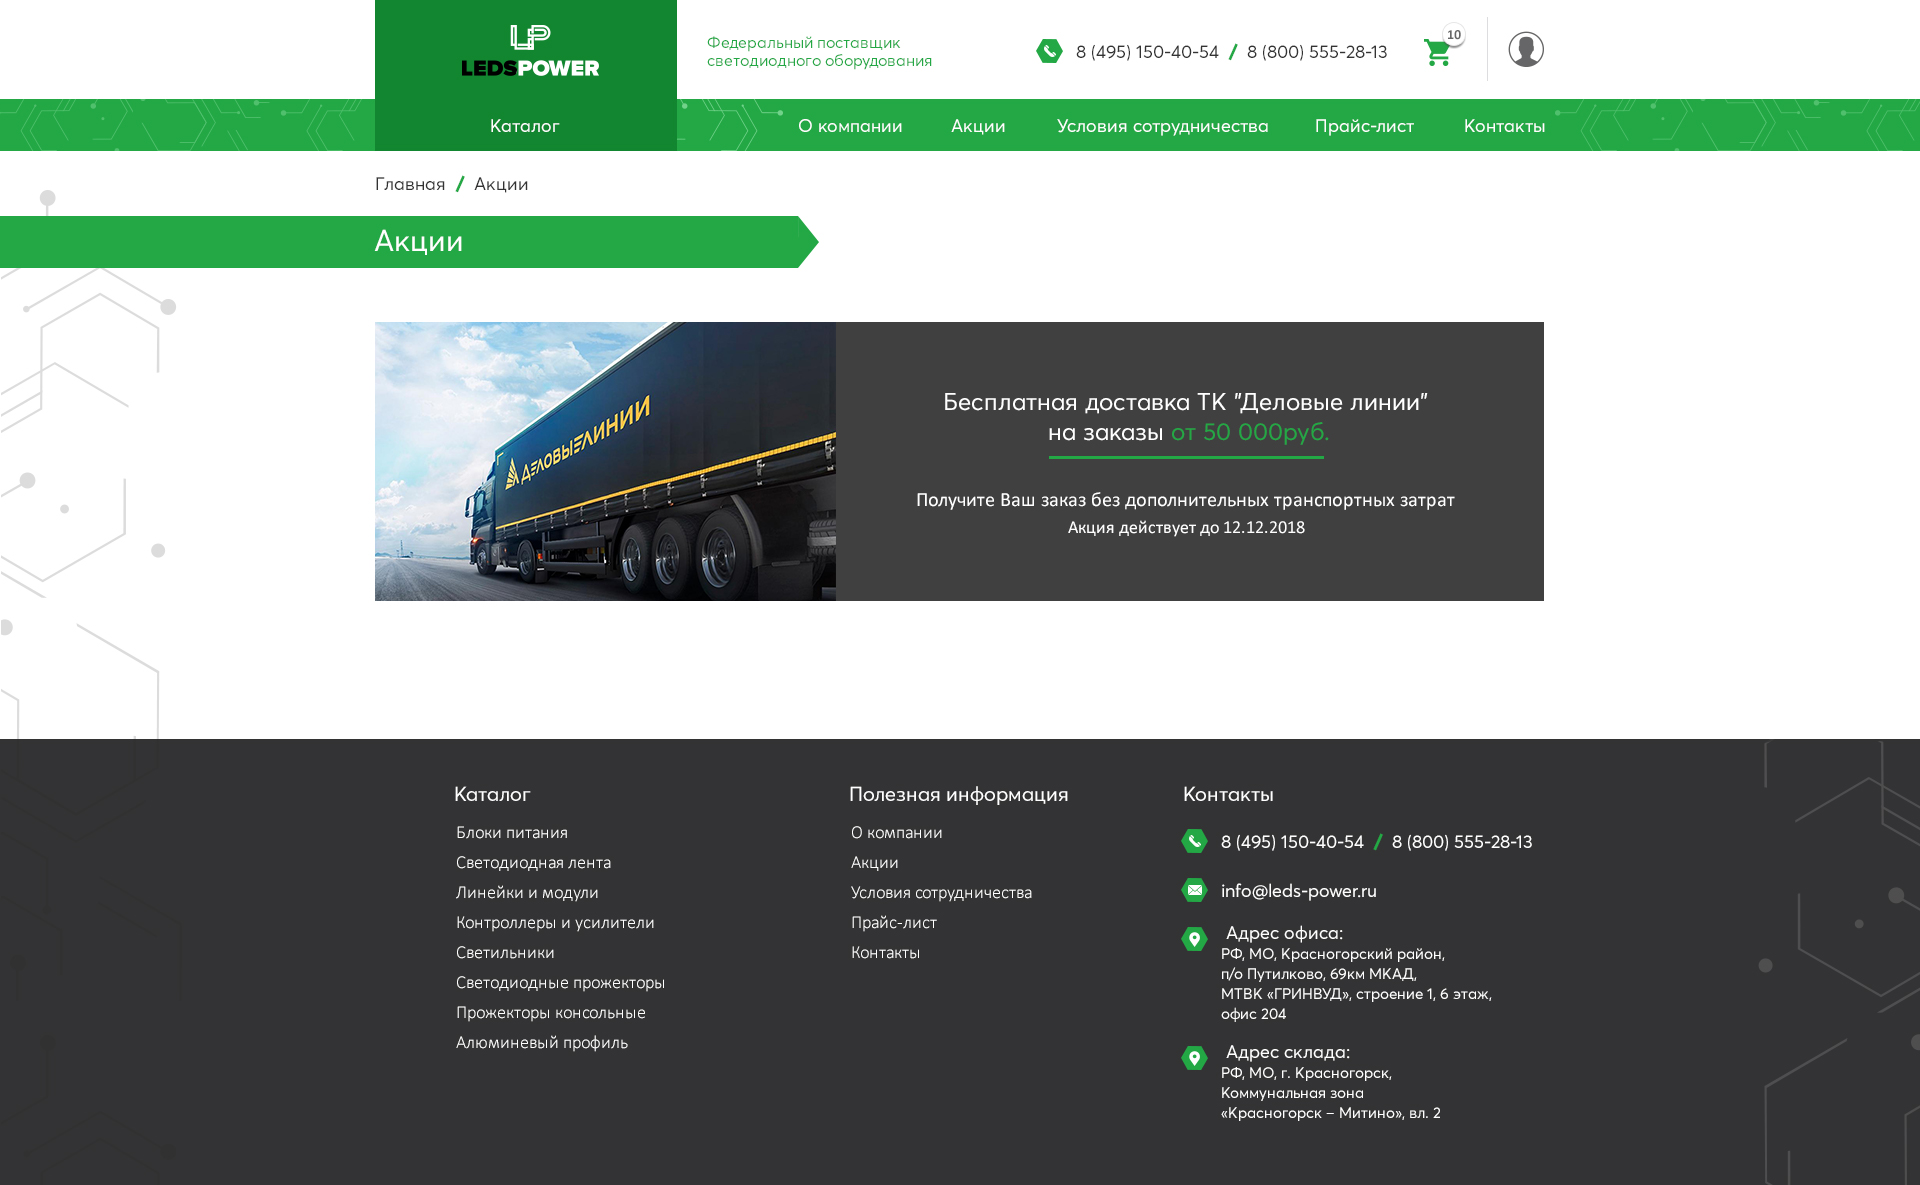 LP
LEDSPOWER
Федеральный поставщик
светодиодного оборудования
8 (495) 150-40-54 / 8 (800) 555-28-13
10
Каталог
О компании
Акции
Условия сотрудничества
Прайс-лист
Контакты
Главная / Акции
Акции
ДЕЛОВЫЕ ЛИНИИ
Бесплатная доставка ТК "Деловые линии"
на заказы от 50 000руб.
Получите Ваш заказ без дополнительных транспортных затрат
Акция действует до 12.12.2018
Каталог
Блоки питания
Светодиодная лента
Линейки и модули
Контроллеры и усилители
Светильники
Светодиодные прожекторы
Прожекторы консольные
Алюминевый профиль
Полезная информация
О компании
Акции
Условия сотрудничества
Прайс-лист
Контакты
Контакты
8 (495) 150-40-54 / 8 (800) 555-28-13
info@leds-power.ru
Адрес офиса:
РФ, МО, Красногорский район,
п/о Путилково, 69км МКАД,
МТВК «ГРИНВУД», строение 1, 6 этаж,
офис 204
Адрес склада:
РФ, МО, г. Красногорск,
Коммунальная зона
«Красногорск – Митино», вл. 2